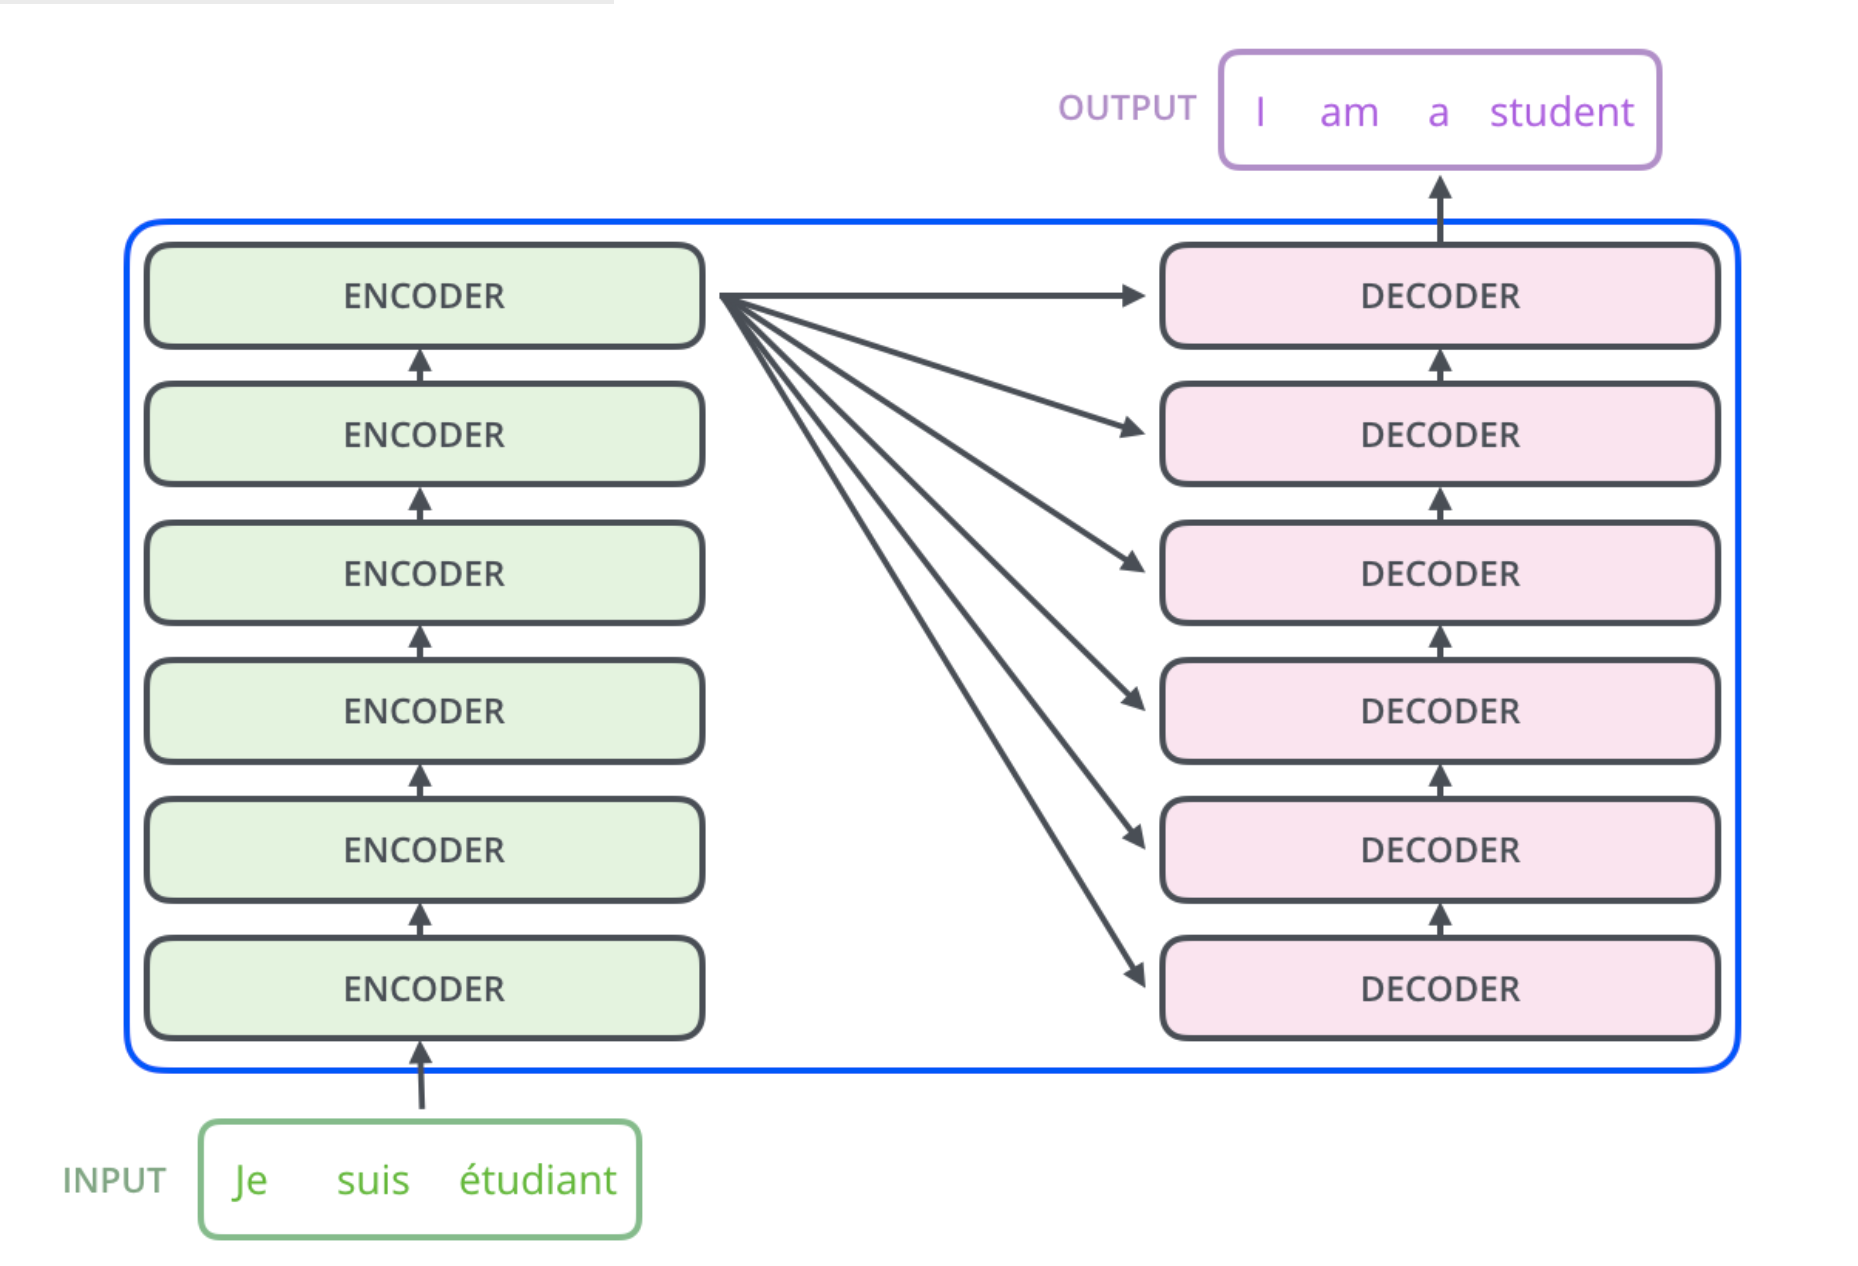 OUTPUT
I am a student
ENCODER DECODER
ENCODER DECODER
ENCODER DECODER
ENCODER DECODER
ENCODER DECODER
ENCODER DECODER
INPUT
Je suis étudiant